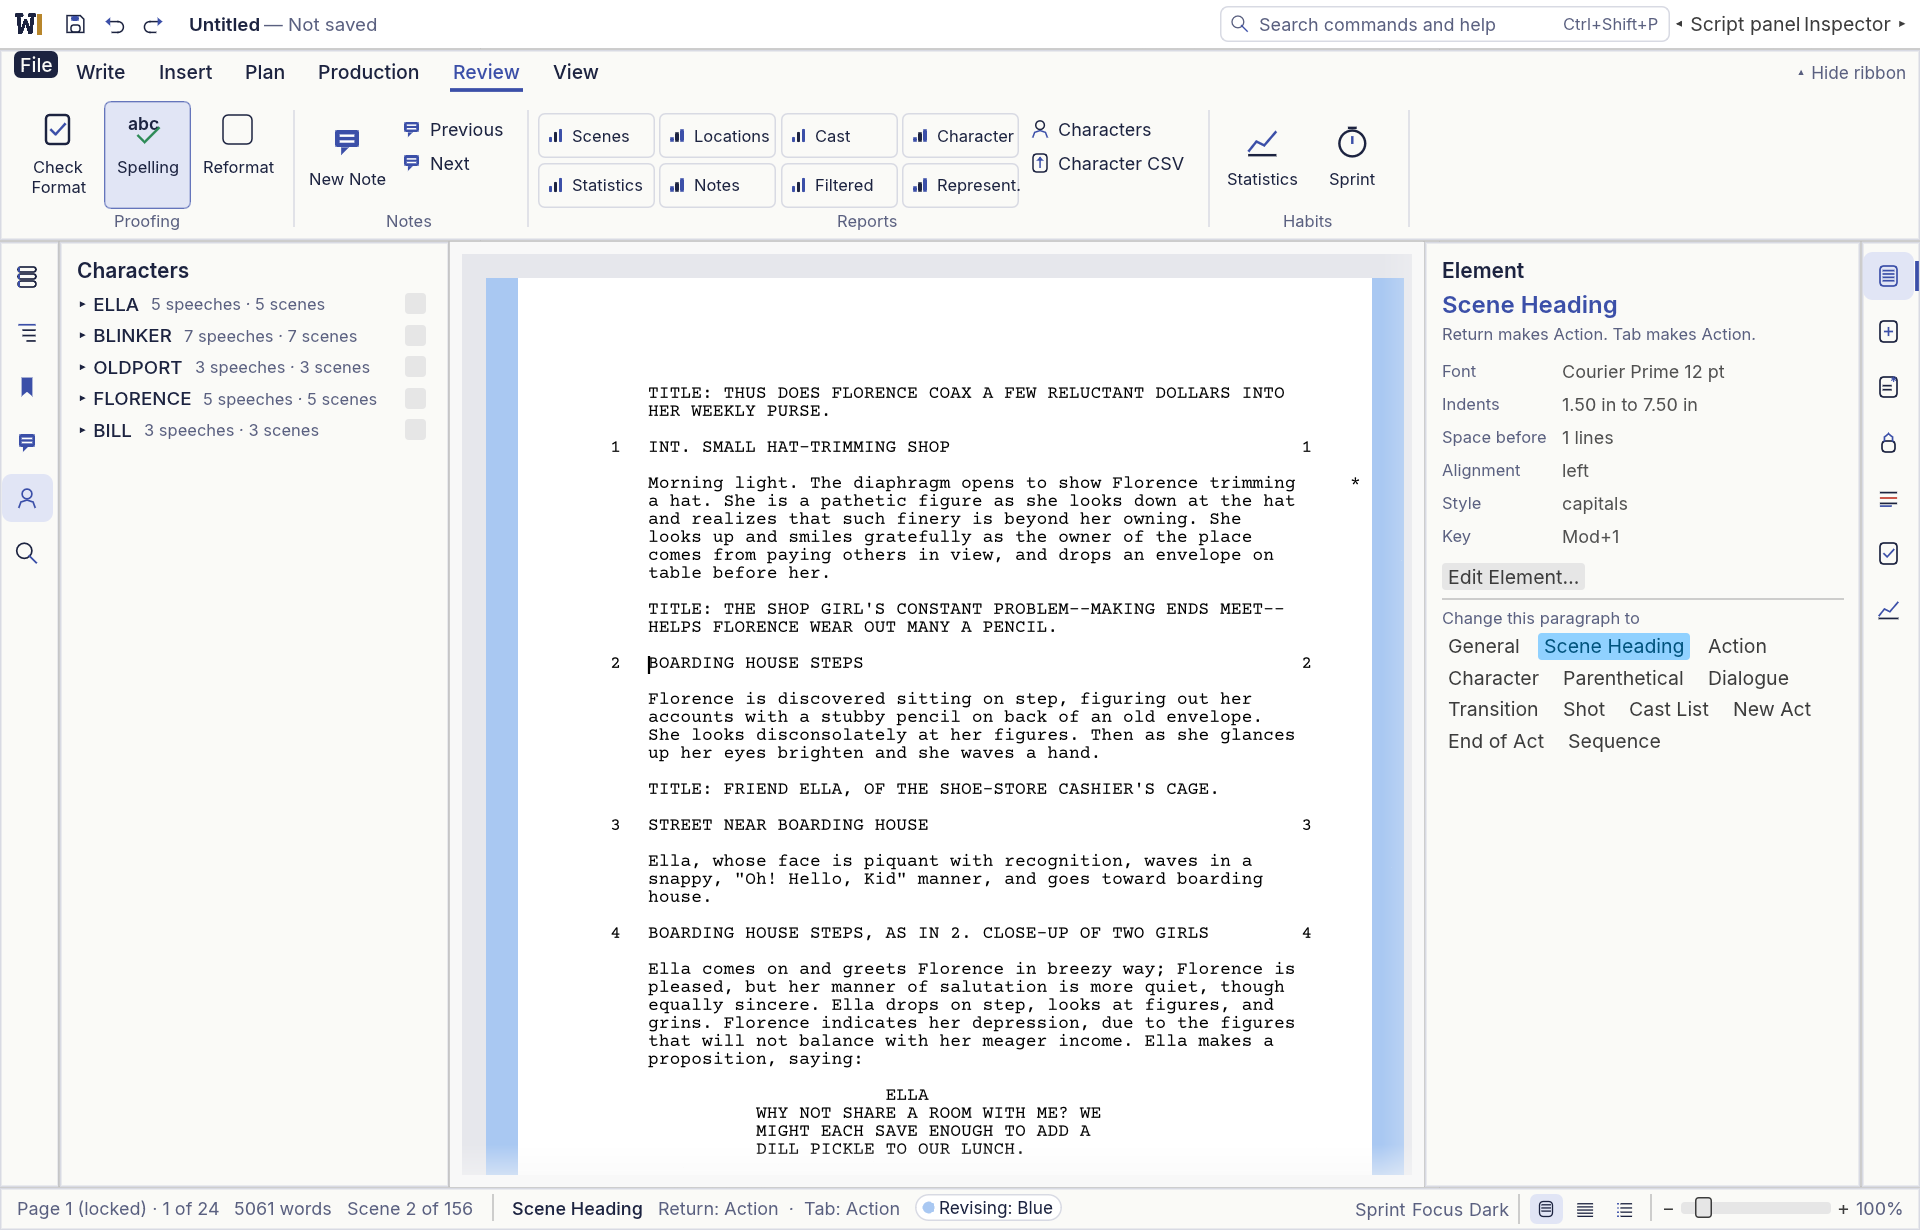 Untitled — Not saved
Search commands and help Ctrl+Shift+P
Script panel Inspector
File Write Insert Plan Production Review View
Hide ribbon
Check Format
abc Spelling
Reformat
Proofing
New Note
Previous
Next
Notes
Scenes Locations Cast Character
Statistics Notes Filtered Represent.
Characters
Character CSV
Reports
Statistics Sprint
Habits
Characters
ELLA 5 speeches · 5 scenes
BLINKER 7 speeches · 7 scenes
OLDPORT 3 speeches · 3 scenes
FLORENCE 5 speeches · 5 scenes
BILL 3 speeches · 3 scenes
TITLE: THUS DOES FLORENCE COAX A FEW RELUCTANT DOLLARS INTO
HER WEEKLY PURSE.
1 INT. SMALL HAT-TRIMMING SHOP 1
Morning light. The diaphragm opens to show Florence trimming *
a hat. She is a pathetic figure as she looks down at the hat
and realizes that such finery is beyond her owning. She
looks up and smiles gratefully as the owner of the place
comes from paying others in view, and drops an envelope on
table before her.
TITLE: THE SHOP GIRL'S CONSTANT PROBLEM--MAKING ENDS MEET--
HELPS FLORENCE WEAR OUT MANY A PENCIL.
2 BOARDING HOUSE STEPS 2
Florence is discovered sitting on step, figuring out her
accounts with a stubby pencil on back of an old envelope.
She looks disconsolately at her figures. Then as she glances
up her eyes brighten and she waves a hand.
TITLE: FRIEND ELLA, OF THE SHOE-STORE CASHIER'S CAGE.
3 STREET NEAR BOARDING HOUSE 3
Ella, whose face is piquant with recognition, waves in a
snappy, "Oh! Hello, Kid" manner, and goes toward boarding
house.
4 BOARDING HOUSE STEPS, AS IN 2. CLOSE-UP OF TWO GIRLS 4
Ella comes on and greets Florence in breezy way; Florence is
pleased, but her manner of salutation is more quiet, though
equally sincere. Ella drops on step, looks at figures, and
grins. Florence indicates her depression, due to the figures
that will not balance with her meager income. Ella makes a
proposition, saying:
ELLA
WHY NOT SHARE A ROOM WITH ME? WE
MIGHT EACH SAVE ENOUGH TO ADD A
DILL PICKLE TO OUR LUNCH.
Element
Scene Heading
Return makes Action. Tab makes Action.
Font Courier Prime 12 pt
Indents 1.50 in to 7.50 in
Space before 1 lines
Alignment left
Style capitals
Key Mod+1
Edit Element...
Change this paragraph to
General Scene Heading Action
Character Parenthetical Dialogue
Transition Shot Cast List New Act
End of Act Sequence
Page 1 (locked) · 1 of 24 5061 words Scene 2 of 156
Scene Heading Return: Action · Tab: Action Revising: Blue
Sprint Focus Dark
− + 100%